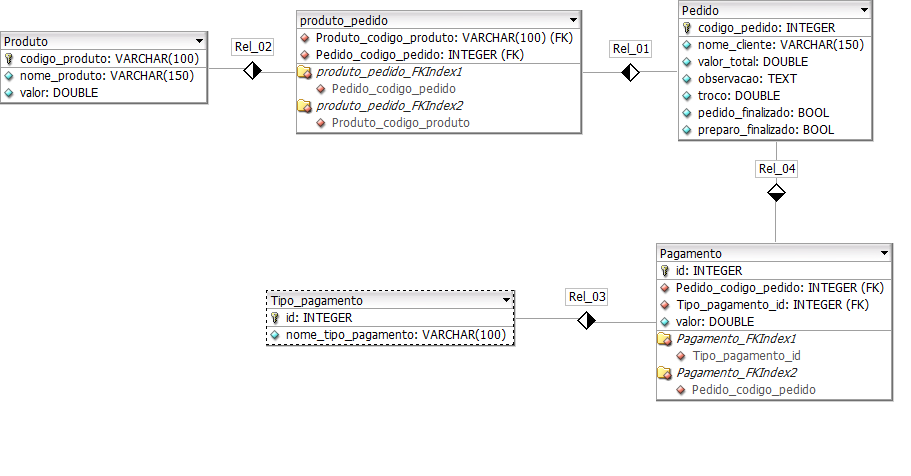 Produto
codigo_produto: VARCHAR(100)
nome_produto: VARCHAR(150)
valor: DOUBLE
Rel_02
produto_pedido
Produto_codigo_produto: VARCHAR(100) (FK)
Pedido_codigo_pedido: INTEGER (FK)
produto_pedido_FKIndex1
Pedido_codigo_pedido
produto_pedido_FKIndex2
Produto_codigo_produto
Rel_01
Pedido
codigo_pedido: INTEGER
nome_cliente: VARCHAR(150)
valor_total: DOUBLE
observacao: TEXT
troco: DOUBLE
pedido_finalizado: BOOL
preparo_finalizado: BOOL
Rel_04
Tipo_pagamento
id: INTEGER
nome_tipo_pagamento: VARCHAR(100)
Rel_03
Pagamento
id: INTEGER
Pedido_codigo_pedido: INTEGER (FK)
Tipo_pagamento_id: INTEGER (FK)
valor: DOUBLE
Pagamento_FKIndex1
Tipo_pagamento_id
Pagamento_FKIndex2
Pedido_codigo_pedido